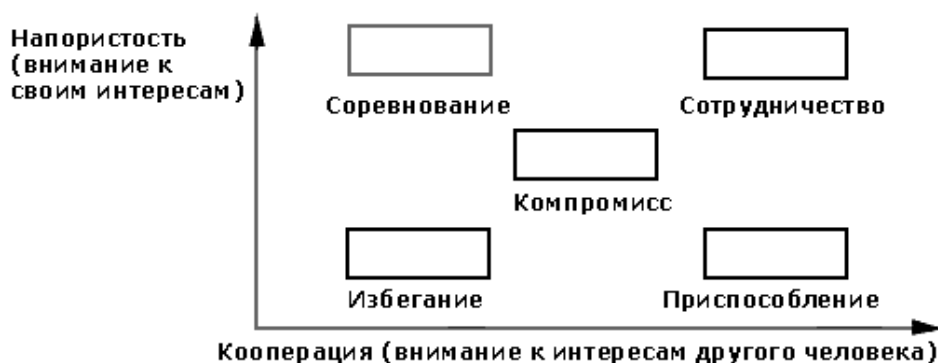 Напористость
(внимание к
своим интересам)
Соревнование
Сотрудничество
Компромисс
Избегание
Приспособление
Кооперация (внимание к интересам другого человека)